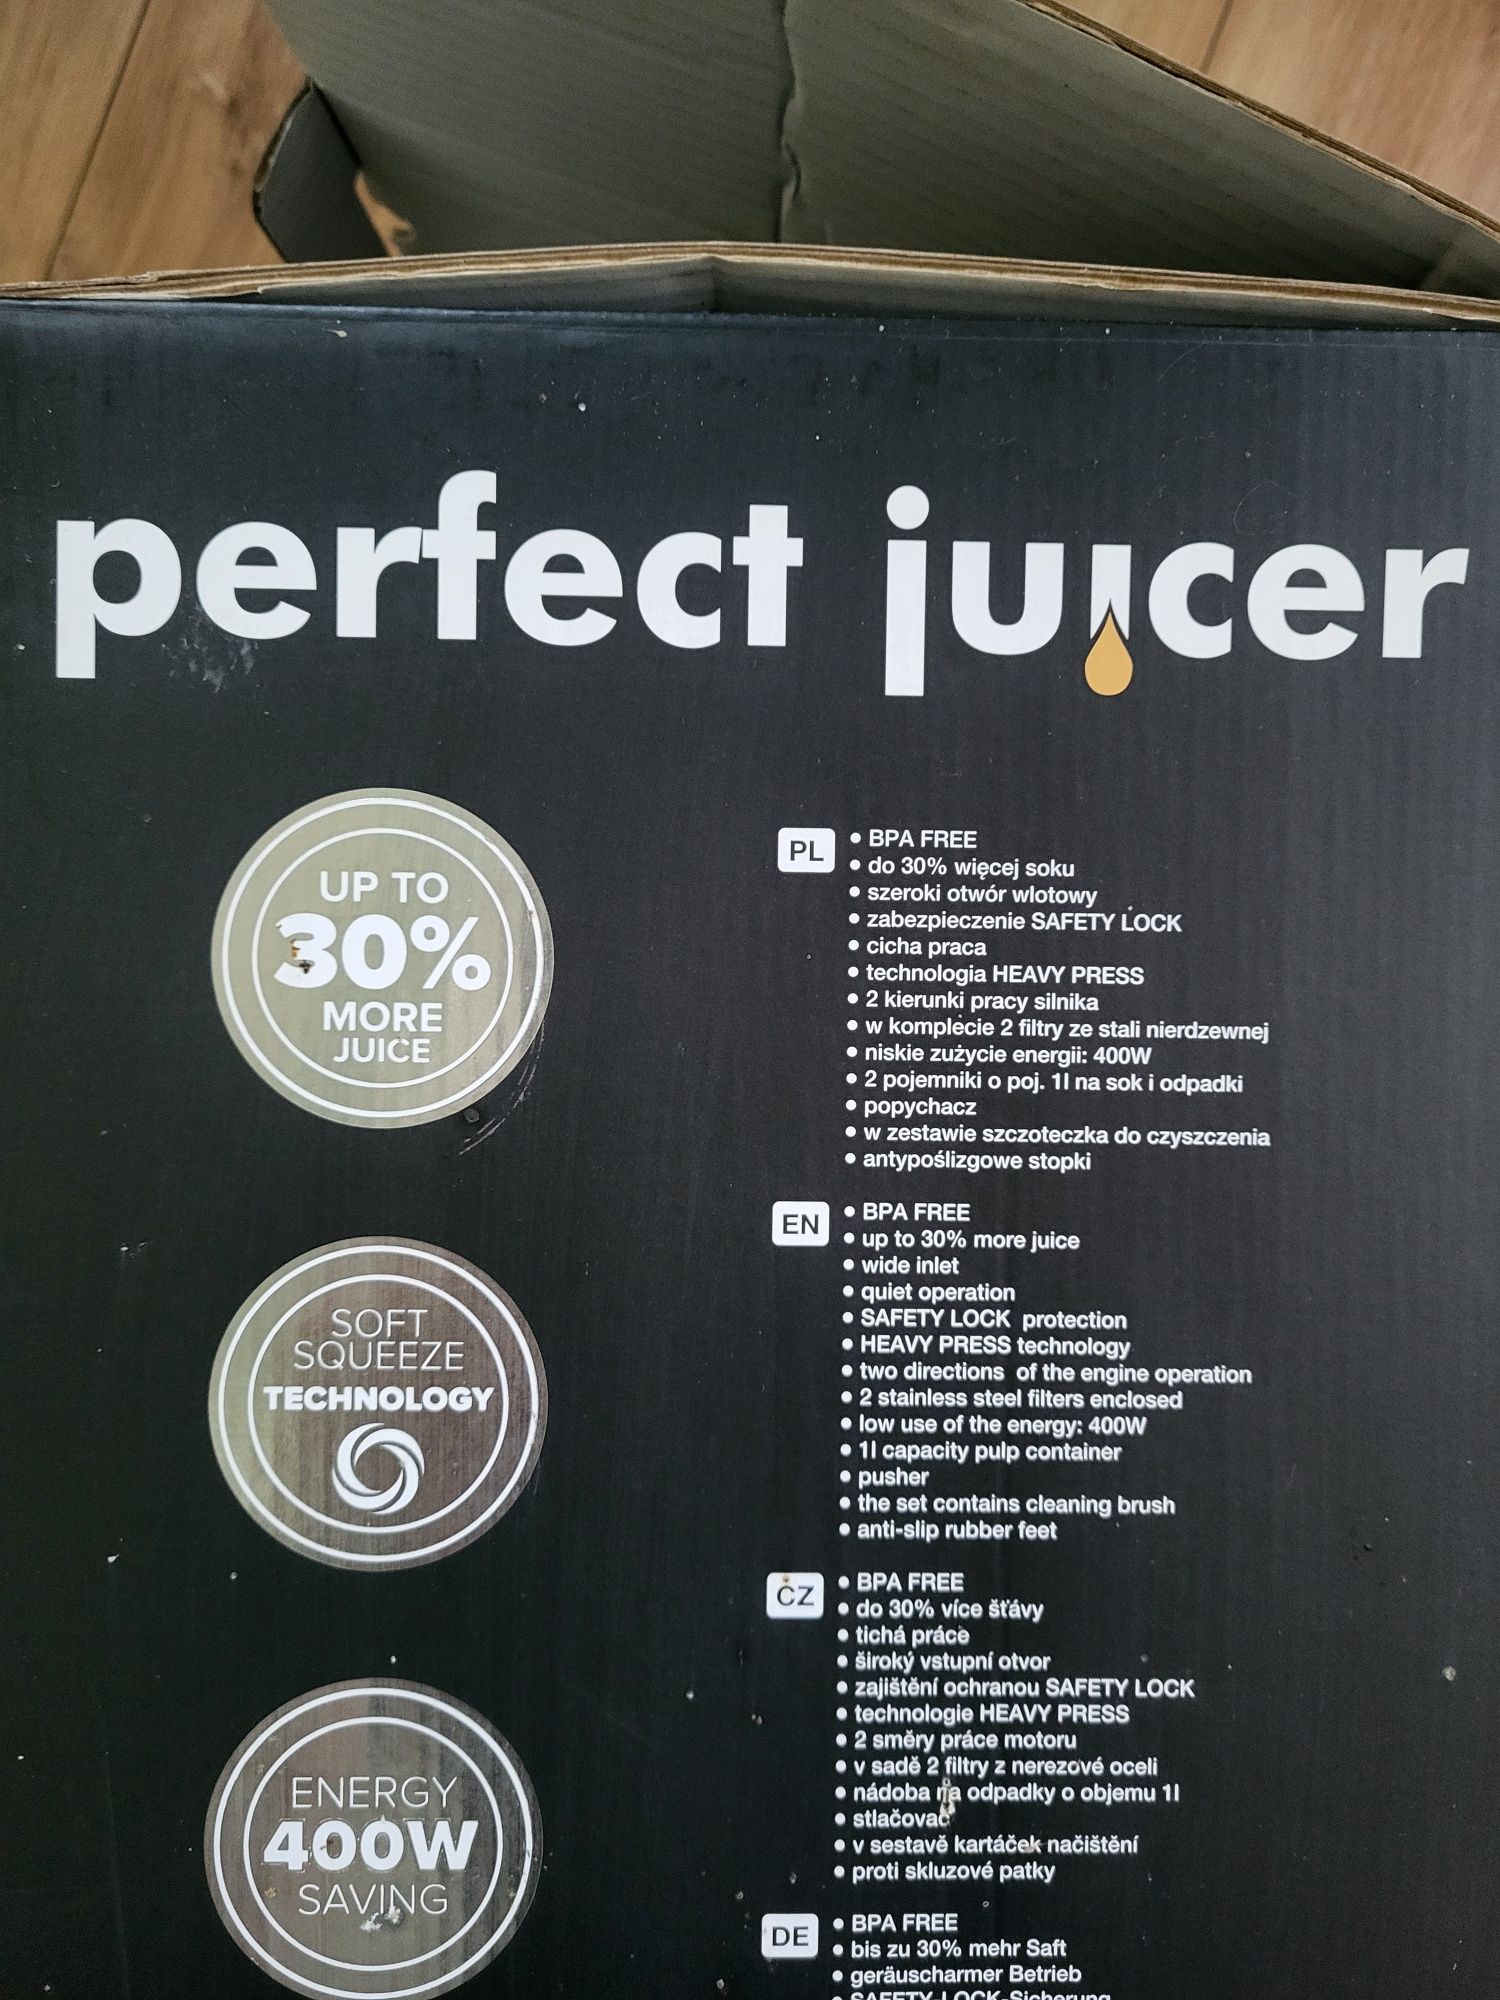 perfect juicer
UP TO
30%
MORE
JUICE
SOFT
SQUEEZE
TECHNOLOGY
ENERGY
400W
SAVING
PL
• BPA FREE
• do 30% więcej soku
• szeroki otwór wlotowy
• zabezpieczenie SAFETY LOCK
• cicha praca
• technologia HEAVY PRESS
• 2 kierunki pracy silnika
• w komplecie 2 filtry ze stali nierdzewnej
• niskie zużycie energii: 400W
• 2 pojemniki o poj. 1l na sok i odpadki
• popychacz
• w zestawie szczoteczka do czyszczenia
• antypoślizgowe stopki
EN
• BPA FREE
• up to 30% more juice
• wide inlet
• quiet operation
• SAFETY LOCK protection
• HEAVY PRESS technology
• two directions of the engine operation
• 2 stainless steel filters enclosed
• low use of the energy: 400W
• 1l capacity pulp container
• pusher
• the set contains cleaning brush
• anti-slip rubber feet
CZ
• BPA FREE
• do 30% více šťávy
• tichá práce
• široký vstupní otvor
• zajištění ochranou SAFETY LOCK
• technologie HEAVY PRESS
• 2 směry práce motoru
• v sadě 2 filtry z nerezové oceli
• nádoba na odpadky o objemu 1l
• stlačovač
• v sestavě kartáček načištění
• proti skluzové patky
DE
• BPA FREE
• bis zu 30% mehr Saft
• geräuscharmer Betrieb
• SAFETY-LOCK-Sicherung